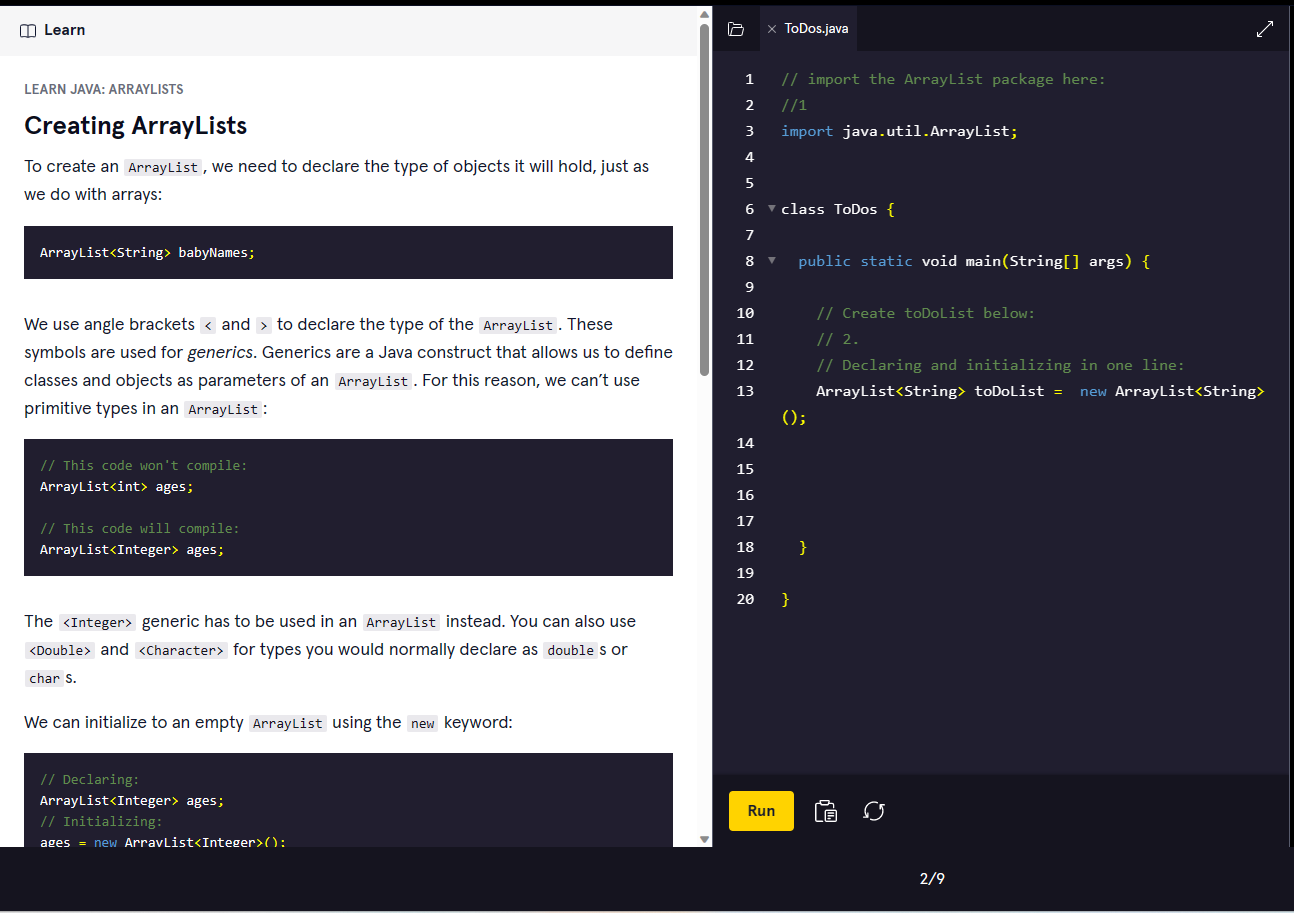 Learn
LEARN JAVA: ARRAYLISTS
Creating ArrayLists
To create an ArrayList, we need to declare the type of objects it will hold, just as
we do with arrays:
ArrayList<String> babyNames;
We use angle brackets < and > to declare the type of the ArrayList. These
symbols are used for generics. Generics are a Java construct that allows us to define
classes and objects as parameters of an ArrayList. For this reason, we can’t use
primitive types in an ArrayList:
// This code won't compile:
ArrayList<int> ages;
// This code will compile:
ArrayList<Integer> ages;
The <Integer> generic has to be used in an ArrayList instead. You can also use
<Double> and <Character> for types you would normally declare as doubles or
chars.
We can initialize to an empty ArrayList using the new keyword:
// Declaring:
ArrayList<Integer> ages;
// Initializing:
ages = new ArrayList<Integer>();
ToDos.java
1 // import the ArrayList package here:
2 //1
3 import java.util.ArrayList;
4
5
6 class ToDos {
7
8 public static void main(String[] args) {
9
10 // Create toDoList below:
11 // 2.
12 // Declaring and initializing in one line:
13 ArrayList<String> toDoList =  new ArrayList<String>
();
14
15
16
17
18 }
19
20 }
Run
2/9